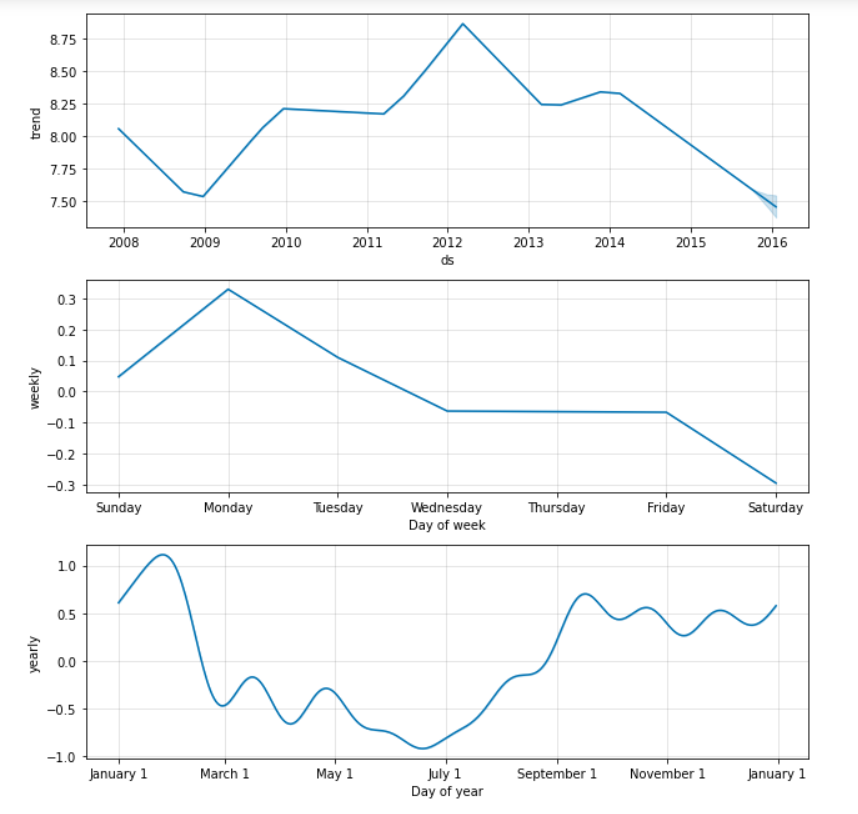 8.75
8.50
8.25
8.00
7.75
7.50
trend
2008 2009 2010 2011 2012 2013 2014 2015 2016
ds
0.3
0.2
0.1
0.0
−0.1
−0.2
−0.3
weekly
Sunday Monday Tuesday Wednesday Thursday Friday Saturday
Day of week
1.0
0.5
0.0
−0.5
−1.0
yearly
January 1 March 1 May 1 July 1 September 1 November 1 January 1
Day of year